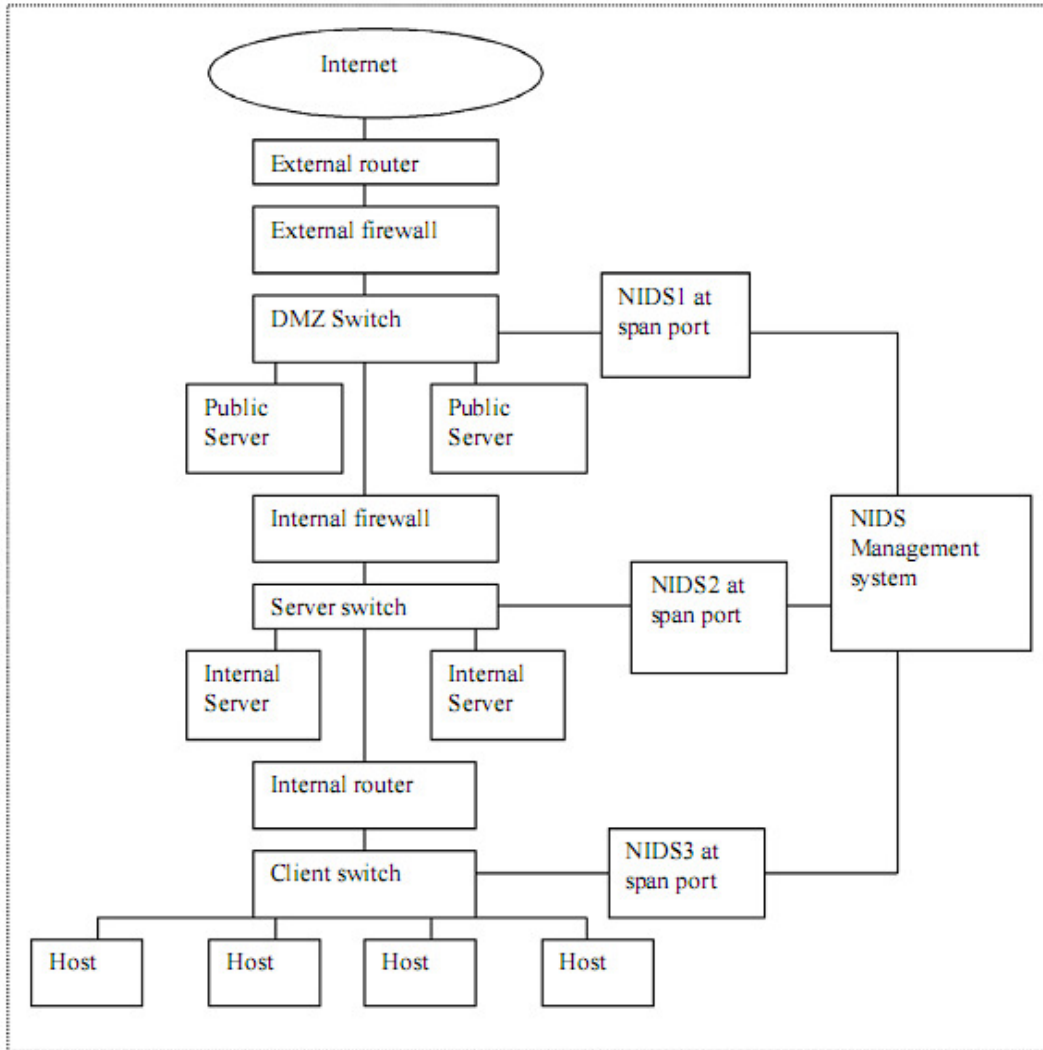 Internet
External router
External firewall
DMZ Switch
NIDS1 at
span port
Public
Server
Public
Server
Internal firewall
NIDS
Management
system
Server switch
NIDS2 at
span port
Internal
Server
Internal
Server
Internal router
Client switch
NIDS3 at
span port
Host
Host
Host
Host